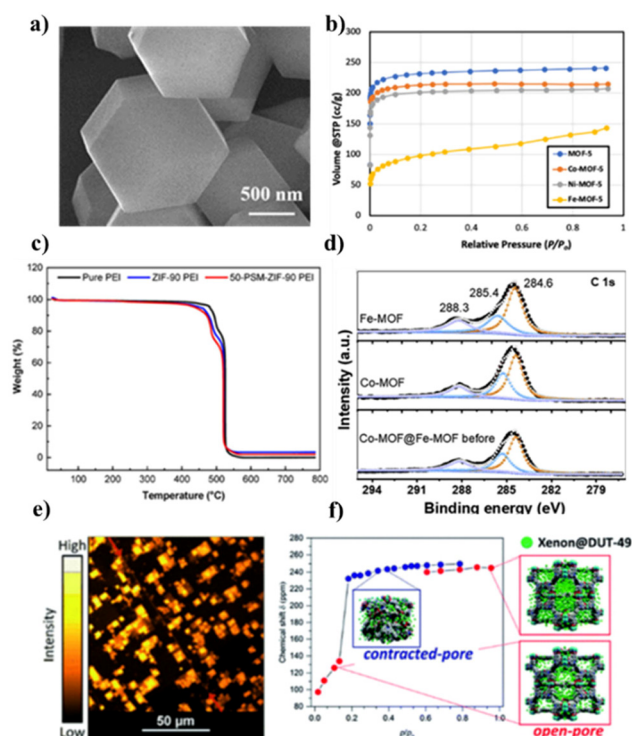 a)
500 nm
b)
Volume @STP (cc/g)
300
250
200
150
100
50
0
0 0.2 0.4 0.6 0.8 1
Relative Pressure (P/P₀)
MOF-5
Co-MOF-5
Ni-MOF-5
Fe-MOF-5
c)
Pure PEI ZIF-90 PEI 50-PSM-ZIF-90 PEI
Weight (%)
120
100
80
60
40
20
0
0 100 200 300 400 500 600 700 800
Temperature (°C)
d)
C 1s
288.3 285.4 284.6
Fe-MOF
Co-MOF
Co-MOF@Fe-MOF before
Intensity (a.u.)
294 291 288 285 282 279
Binding energy (eV)
e)
High
Intensity
Low
50 µm
f)
Xenon@DUT-49
Chemical shift δ (ppm)
280
260
240
220
200
180
160
140
120
100
80
0.0 0.2 0.4 0.6 0.8 1.0
contracted-pore
open-pore